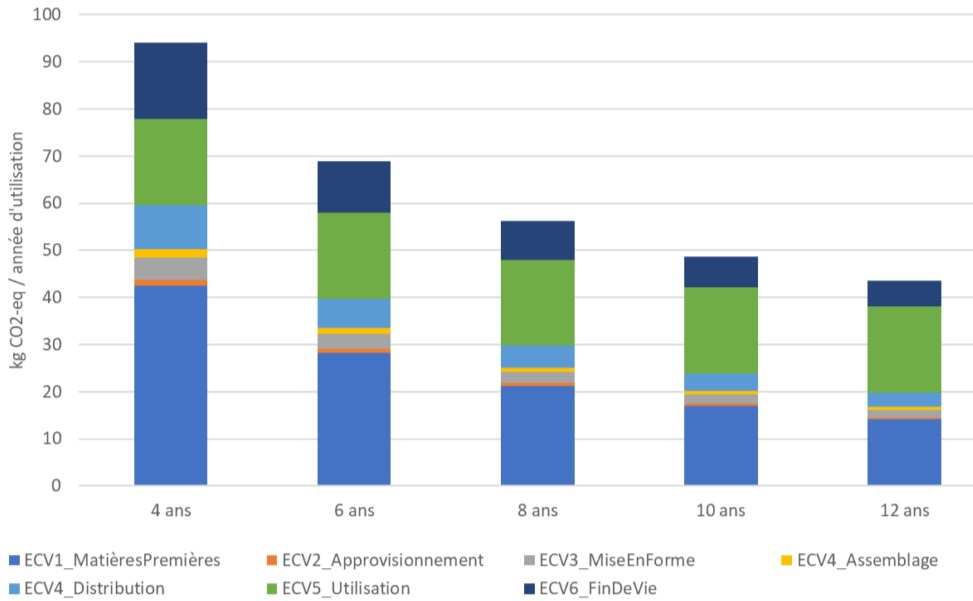 kg CO2-eq / année d'utilisation
100
90
80
70
60
50
40
30
20
10
0
4 ans 6 ans 8 ans 10 ans 12 ans
ECV1_MatièresPremières ECV2_Approvisionnement ECV3_MiseEnForme ECV4_Assemblage
ECV4_Distribution ECV5_Utilisation ECV6_FinDeVie